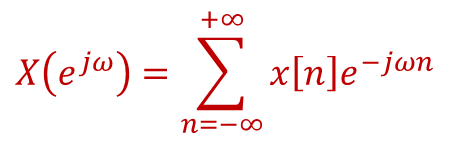 X(e^{jω}) = \sum_{n=-∞}^{+∞} x[n]e^{-jωn}